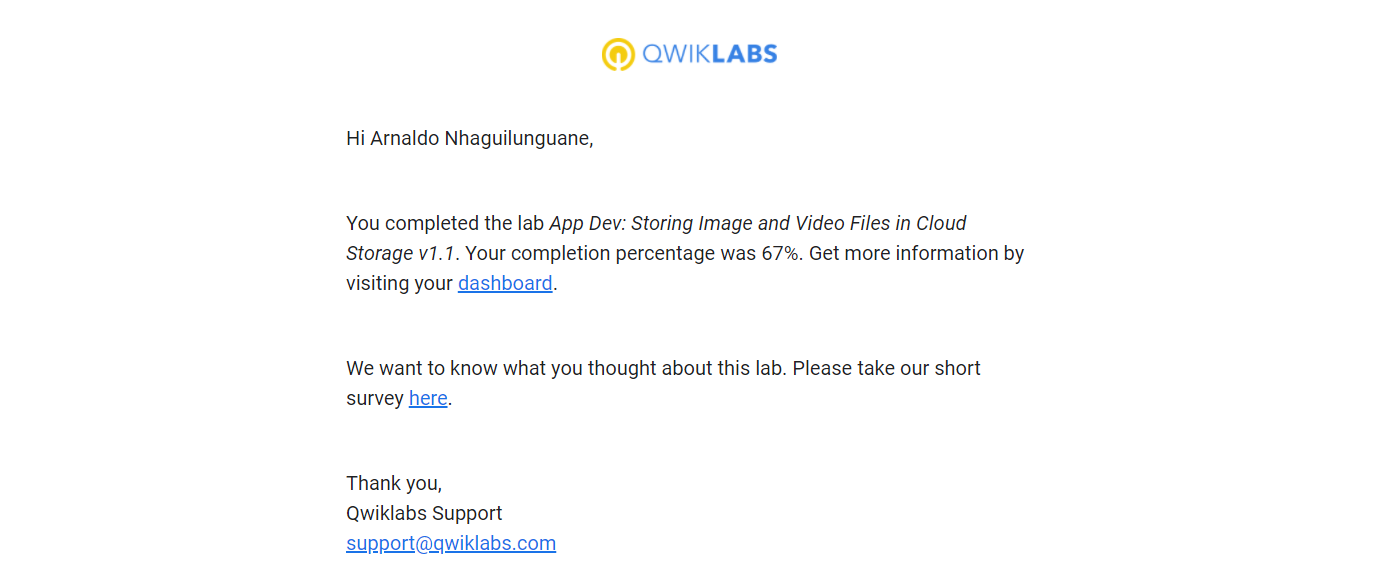 QWIKLABS
Hi Arnaldo Nhaguilunguane,
You completed the lab App Dev: Storing Image and Video Files in Cloud
Storage v1.1. Your completion percentage was 67%. Get more information by
visiting your dashboard.
We want to know what you thought about this lab. Please take our short
survey here.
Thank you,
Qwiklabs Support
support@qwiklabs.com